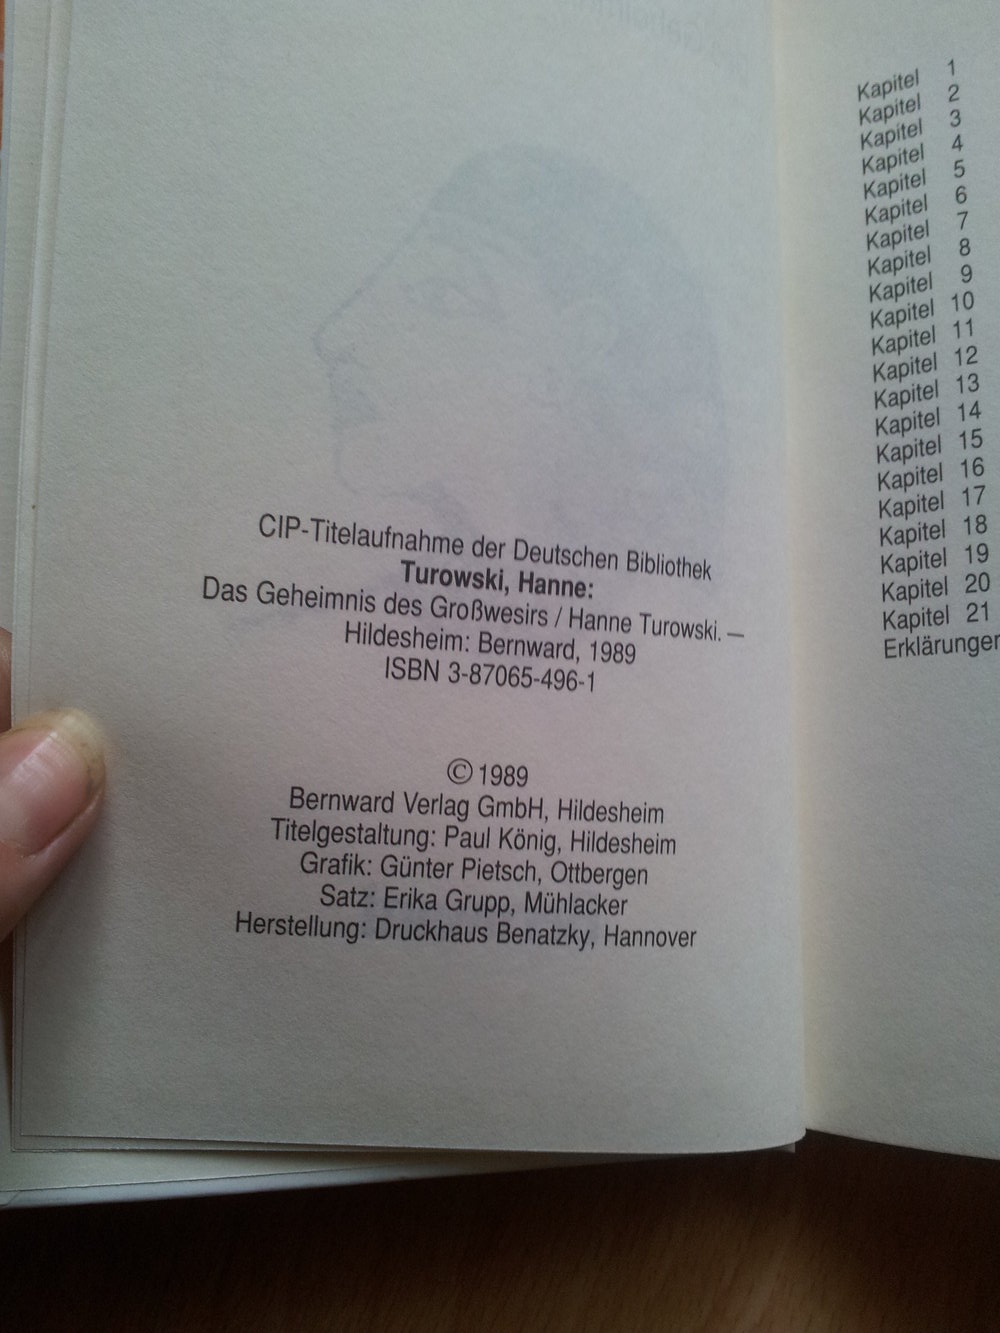 CIP-Titelaufnahme der Deutschen Bibliothek
Turowski, Hanne:
Das Geheimnis des Großwesirs / Hanne Turowski. —
Hildesheim: Bernward, 1989
ISBN 3-87065-496-1
© 1989
Bernward Verlag GmbH, Hildesheim
Titelgestaltung: Paul König, Hildesheim
Grafik: Günter Pietsch, Ottbergen
Satz: Erika Grupp, Mühlacker
Herstellung: Druckhaus Benatzky, Hannover
Kapitel 1
Kapitel 2
Kapitel 3
Kapitel 4
Kapitel 5
Kapitel 6
Kapitel 7
Kapitel 8
Kapitel 9
Kapitel 10
Kapitel 11
Kapitel 12
Kapitel 13
Kapitel 14
Kapitel 15
Kapitel 16
Kapitel 17
Kapitel 18
Kapitel 19
Kapitel 20
Kapitel 21
Erklärungen